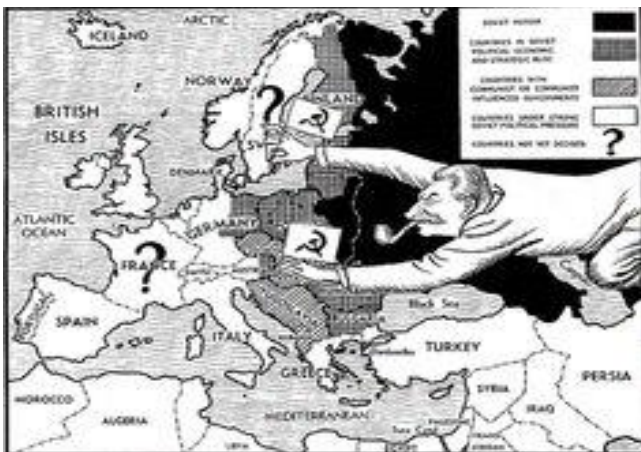 ARCTIC
ICELAND
NORWAY
?
BRITISH
ISLES
DENMARK
ATLANTIC
OCEAN
GERMANY
FRANCE
?
SPAIN
ITALY
GREECE
Black Sea
TURKEY
SYRIA
IRAQ
PERSIA
MOROCCO
ALGERIA
MEDITERRANEAN
SOVIET UNION
COUNTRIES IN SOVIET
POLITICAL ECONOMIC
AND STRATEGIC BLOC
COUNTRIES WITH
COMMUNIST OR COMMUNIST
INFLUENCED GOVERNMENTS
COUNTRIES UNDER STRONG
SOVIET POLITICAL PRESSURE
?
COUNTRIES NOT YET DECIDED